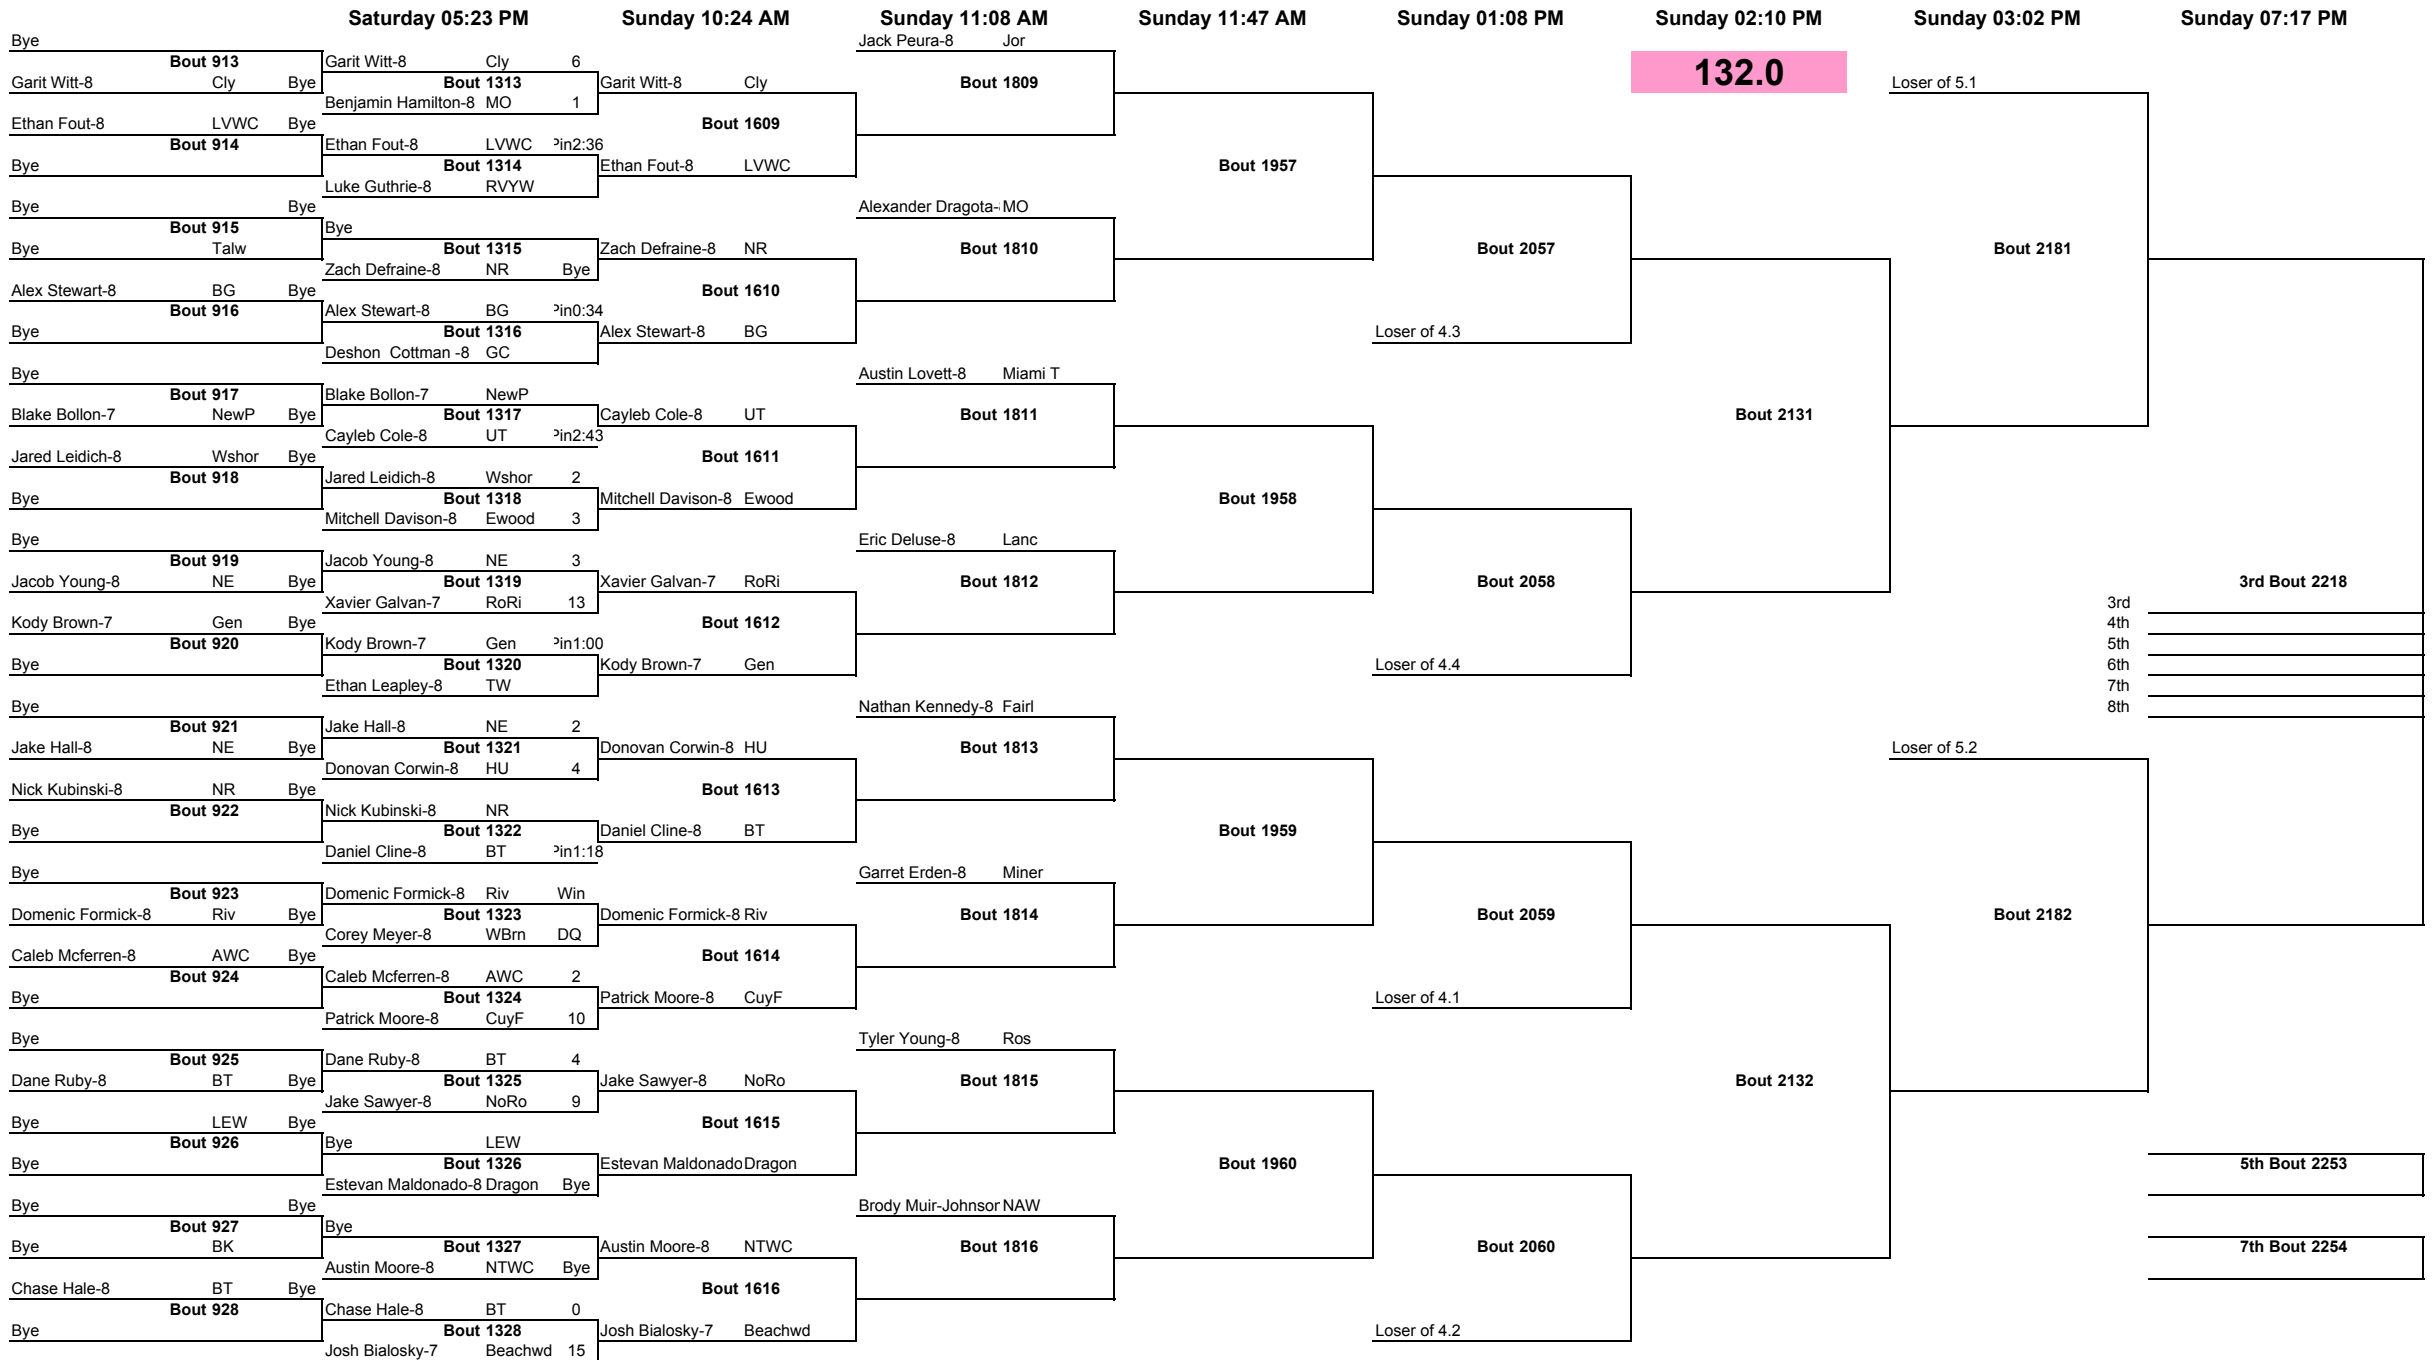 Saturday 05:23 PM Sunday 10:24 AM Sunday 11:08 AM Sunday 11:47 AM Sunday 01:08 PM Sunday 02:10 PM Sunday 03:02 PM Sunday 07:17 PM
Bye Jack Peura-8 Jor
Bout 913 Garit Witt-8 Cly 6
Garit Witt-8 Cly Bye Bout 1313 Garit Witt-8 Cly Bout 1809 132.0 Loser of 5.1
Benjamin Hamilton-8 MO 1
Ethan Fout-8 LVWC Bye Bout 1609
Bout 914 Ethan Fout-8 LVWC Pin2:36
Bye Bout 1314 Ethan Fout-8 LVWC Bout 1957
Luke Guthrie-8 RVYW
Bye Bye Alexander Dragota- MO
Bout 915 Bye
Bye Talw Bout 1315 Zach Defraine-8 NR Bout 1810 Bout 2057 Bout 2181
Zach Defraine-8 NR Bye
Alex Stewart-8 BG Bye Bout 1610
Bout 916 Alex Stewart-8 BG Pin0:34
Bye Bout 1316 Alex Stewart-8 BG Loser of 4.3
Deshon Cottman -8 GC
Bye Austin Lovett-8 Miami T
Bout 917 Blake Bollon-7 NewP
Blake Bollon-7 NewP Bye Bout 1317 Cayleb Cole-8 UT Bout 1811 Bout 2131
Cayleb Cole-8 UT Pin2:43
Jared Leidich-8 Wshor Bye Bout 1611
Bout 918 Jared Leidich-8 Wshor 2
Bye Bout 1318 Mitchell Davison-8 Ewood Bout 1958
Mitchell Davison-8 Ewood 3
Bye Eric Deluse-8 Lanc
Bout 919 Jacob Young-8 NE 3
Jacob Young-8 NE Bye Bout 1319 Xavier Galvan-7 RoRi Bout 1812 Bout 2058 3rd Bout 2218
Xavier Galvan-7 RoRi 13 3rd
Kody Brown-7 Gen Bye Bout 1612 4th
Bout 920 Kody Brown-7 Gen Pin1:00 5th
Bye Bout 1320 Kody Brown-7 Gen Loser of 4.4 6th
Ethan Leapley-8 TW 7th
Bye Nathan Kennedy-8 Fairl 8th
Bout 921 Jake Hall-8 NE 2
Jake Hall-8 NE Bye Bout 1321 Donovan Corwin-8 HU Bout 1813 Loser of 5.2
Donovan Corwin-8 HU 4
Nick Kubinski-8 NR Bye Bout 1613
Bout 922 Nick Kubinski-8 NR
Bye Bout 1322 Daniel Cline-8 BT Bout 1959
Daniel Cline-8 BT Pin1:18
Bye Garret Erden-8 Miner
Bout 923 Domenic Formick-8 Riv Win
Domenic Formick-8 Riv Bye Bout 1323 Domenic Formick-8 Riv Bout 1814 Bout 2059 Bout 2182
Corey Meyer-8 WBrn DQ
Caleb Mcferren-8 AWC Bye Bout 1614
Bout 924 Caleb Mcferren-8 AWC 2
Bye Bout 1324 Patrick Moore-8 CuyF Loser of 4.1
Patrick Moore-8 CuyF 10
Bye Tyler Young-8 Ros
Bout 925 Dane Ruby-8 BT 4
Dane Ruby-8 BT Bye Bout 1325 Jake Sawyer-8 NoRo Bout 1815 Bout 2132
Jake Sawyer-8 NoRo 9
Bye LEW Bye Bout 1615
Bout 926 Bye LEW
Bye Bout 1326 Estevan Maldonado Dragon Bout 1960 5th Bout 2253
Estevan Maldonado-8 Dragon Bye
Bye Bye Brody Muir-Johnsor NAW
Bout 927 Bye
Bye BK Bout 1327 Austin Moore-8 NTWC Bout 1816 Bout 2060 7th Bout 2254
Austin Moore-8 NTWC Bye
Chase Hale-8 BT Bye Bout 1616
Bout 928 Chase Hale-8 BT 0
Bye Bout 1328 Josh Bialosky-7 Beachwd Loser of 4.2
Josh Bialosky-7 Beachwd 15